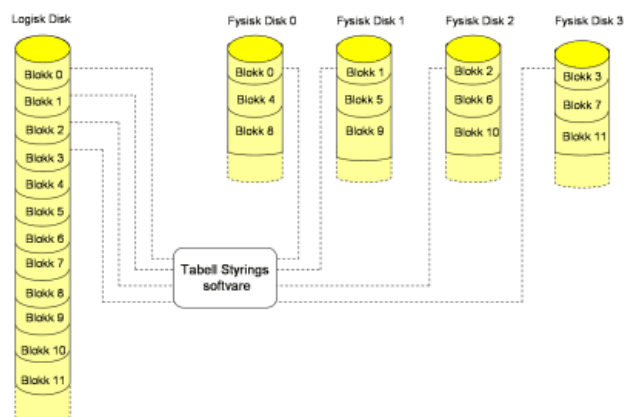 Logisk Disk
Fysisk Disk 0
Fysisk Disk 1
Fysisk Disk 2
Fysisk Disk 3
Blokk 0
Blokk 1
Blokk 2
Blokk 3
Blokk 4
Blokk 5
Blokk 6
Blokk 7
Blokk 8
Blokk 9
Blokk 10
Blokk 11
Blokk 0
Blokk 4
Blokk 8
Blokk 1
Blokk 5
Blokk 9
Blokk 2
Blokk 6
Blokk 10
Blokk 3
Blokk 7
Blokk 11
Tabell Styrings
softvare